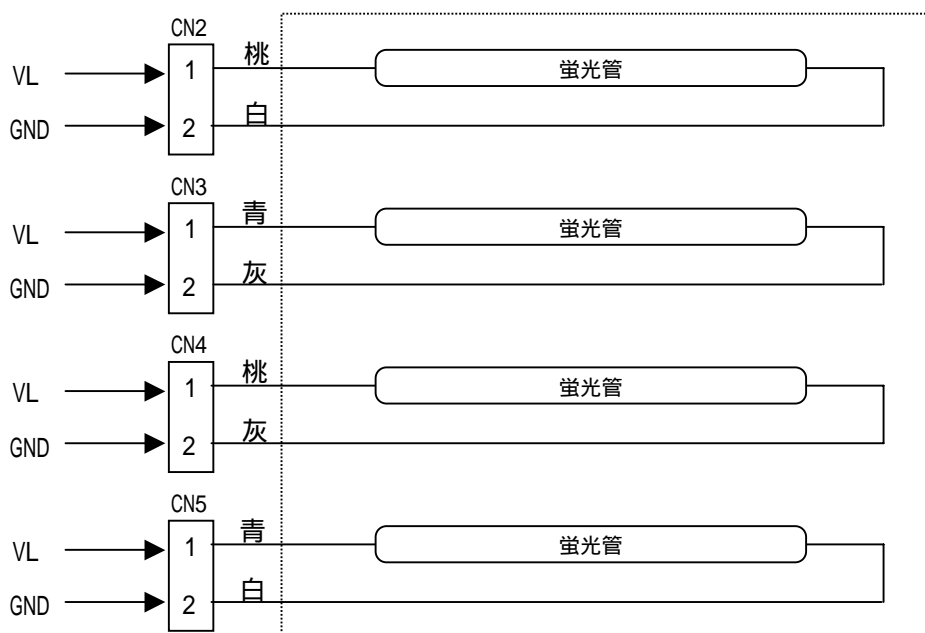 CN2
VL 1 桃 蛍光管
GND 2 白
CN3
VL 1 青 蛍光管
GND 2 灰
CN4
VL 1 桃 蛍光管
GND 2 灰
CN5
VL 1 青 蛍光管
GND 2 白